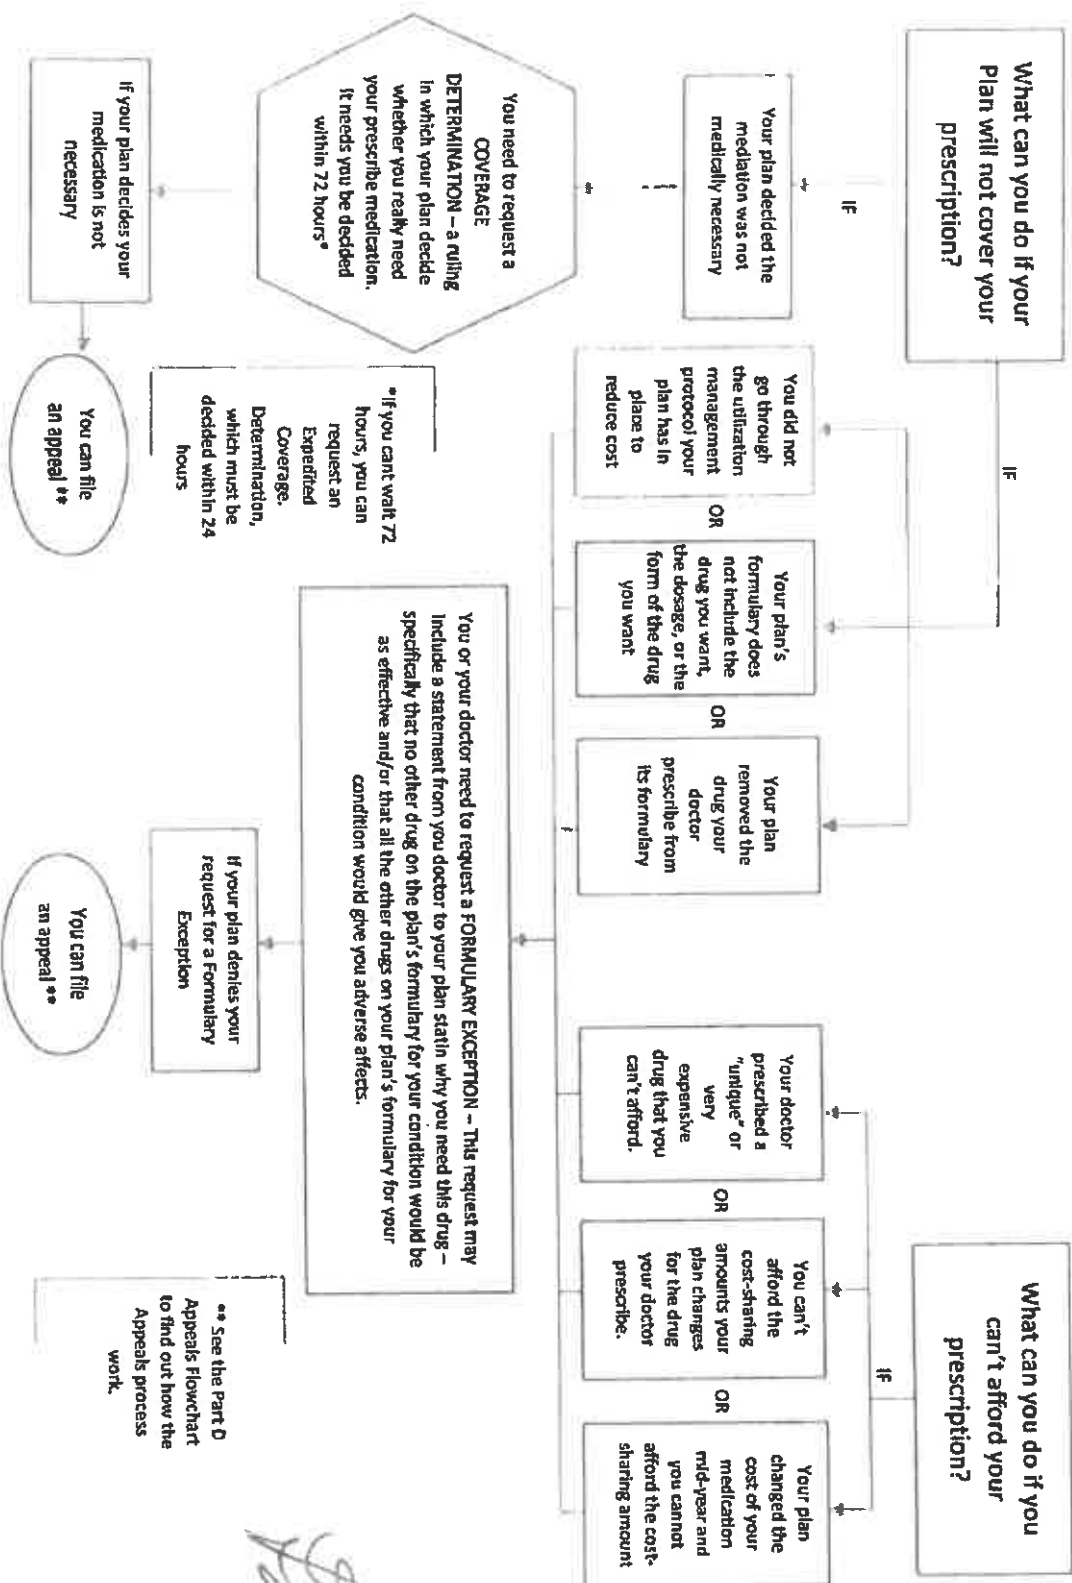 What can you do if your
Plan will not cover your
prescription?
IF
IF
Your plan decided the
mediation was not
medically necessary
You need to request a
COVERAGE
DETERMINATION – a ruling
in which your plan decide
whether you really need
your prescribe medication.
It needs you be decided
within 72 hours*
If your plan decides your
medication is not
necessary
You can file
an appeal **
*If you cant wait 72
hours, you can
request an
Expedited
Coverage.
Determination,
which must be
decided within 24
hours
You did not
go through
the utilization
management
protocol your
plan has in
place to
reduce cost
OR
Your plan's
formulary does
not include the
drug you want,
the dosage, or the
form of the drug
you want
OR
Your plan
removed the
drug your
doctor
prescribe from
its formulary
What can you do if you
can't afford your
prescription?
IF
Your doctor
prescribed a
"unique" or
very
expensive
drug that you
can't afford.
OR
You can't
afford the
cost-sharing
amounts your
plan changes
for the drug
your doctor
prescribe.
OR
Your plan
changed the
cost of your
medication
mid-year and
you cannot
afford the cost-
sharing amount
You or your doctor need to request a FORMULARY EXCEPTION – This request may
include a statement from you doctor to your plan statin why you need this drug –
specifically that no other drug on the plan's formulary for your condition would be
as effective and/or that all the other drugs on your plan's formulary for your
condition would give you adverse affects.
If your plan denies your
request for a Formulary
Exception
You can file
an appeal **
** See the Part D
Appeals Flowchart
to find out how the
Appeals process
work.